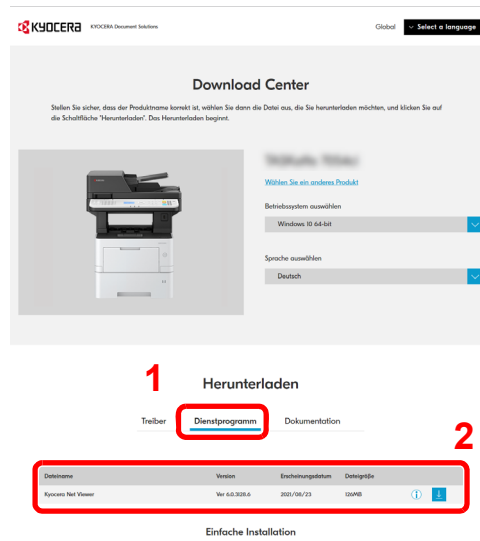 KYOCERA KYOCERA Document Solutions Global Select a language
Download Center
Stellen Sie sicher, dass der Produktname korrekt ist, wählen Sie dann die Datei aus, die Sie herunterladen möchten, und klicken Sie auf
die Schaltfläche "Herunterladen". Das Herunterladen beginnt.
Wählen Sie ein anderes Produkt
Betriebssystem auswählen
Windows 10 64-bit
Sprache auswählen
Deutsch
1
Herunterladen
Treiber Dienstprogramm Dokumentation
2
Dateiname Version Erscheinungsdatum Dateigröße
Kyocera Net Viewer Ver 6.0.3128.6 2021/08/23 126MB
Einfache Installation